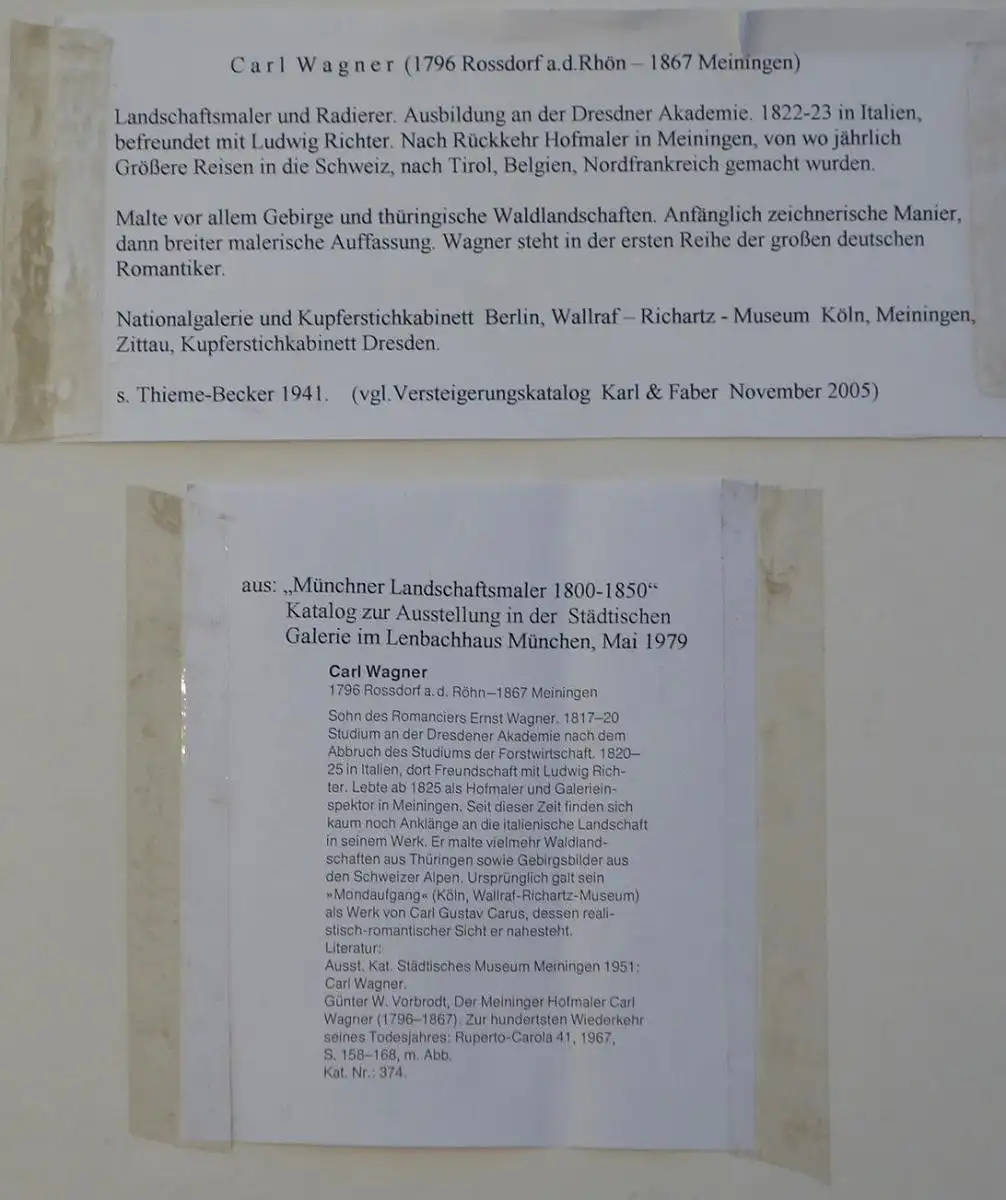 Carl Wagner (1796 Rossdorf a.d.Rhön – 1867 Meiningen)
Landschaftsmaler und Radierer. Ausbildung an der Dresdner Akademie. 1822-23 in Italien,
befreundet mit Ludwig Richter. Nach Rückkehr Hofmaler in Meiningen, von wo jährlich
Größere Reisen in die Schweiz, nach Tirol, Belgien, Nordfrankreich gemacht wurden.
Malte vor allem Gebirge und thüringische Waldlandschaften. Anfänglich zeichnerische Manier,
dann breiter malerische Auffassung. Wagner steht in der ersten Reihe der großen deutschen
Romantiker.
Nationalgalerie und Kupferstichkabinett Berlin, Wallraf – Richartz - Museum Köln, Meiningen,
Zittau, Kupferstichkabinett Dresden.
s. Thieme-Becker 1941. (vgl.Versteigerungskatalog Karl & Faber November 2005)
aus: „Münchner Landschaftsmaler 1800-1850“
Katalog zur Ausstellung in der Städtischen
Galerie im Lenbachhaus München, Mai 1979
Carl Wagner
1796 Rossdorf a. d. Röhn–1867 Meiningen
Sohn des Romanciers Ernst Wagner. 1817–20
Studium an der Dresdener Akademie nach dem
Abbruch des Studiums der Forstwirtschaft. 1820–
25 in Italien, dort Freundschaft mit Ludwig Rich-
ter. Lebte ab 1825 als Hofmaler und Galeriein-
spektor in Meiningen. Seit dieser Zeit finden sich
kaum noch Anklänge an die italienische Landschaft
in seinem Werk. Er malte vielmehr Waldland-
schaften aus Thüringen sowie Gebirgsbilder aus
den Schweizer Alpen. Ursprünglich galt sein
»Mondaufgang« (Köln, Wallraf-Richartz-Museum)
als Werk von Carl Gustav Carus, dessen reali-
stisch-romantischer Sicht er nahesteht.
Literatur:
Ausst. Kat. Städtisches Museum Meiningen 1951:
Carl Wagner.
Günter W. Vorbrodt, Der Meininger Hofmaler Carl
Wagner (1796–1867). Zur hundertsten Wiederkehr
seines Todesjahres: Ruperto-Carola 41, 1967,
S. 158–168, m. Abb.
Kat. Nr.: 374.